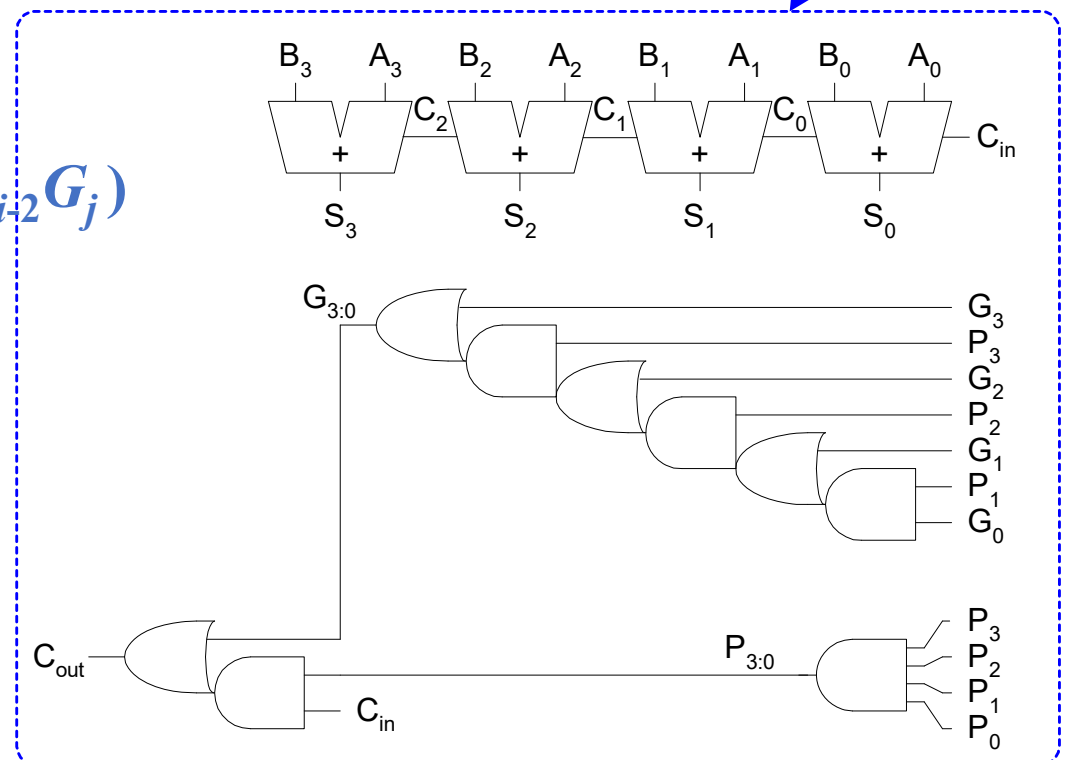 B3 A3 B2 A2 B1 A1 B0 A0
C2 C1 C0 Cin
+ + + +
i-2Gj)
S3 S2 S1 S0
G3:0
G3
P3
G2
P2
G1
P1
G0
P3
P3:0
P2
Cout
P1
Cin
P0